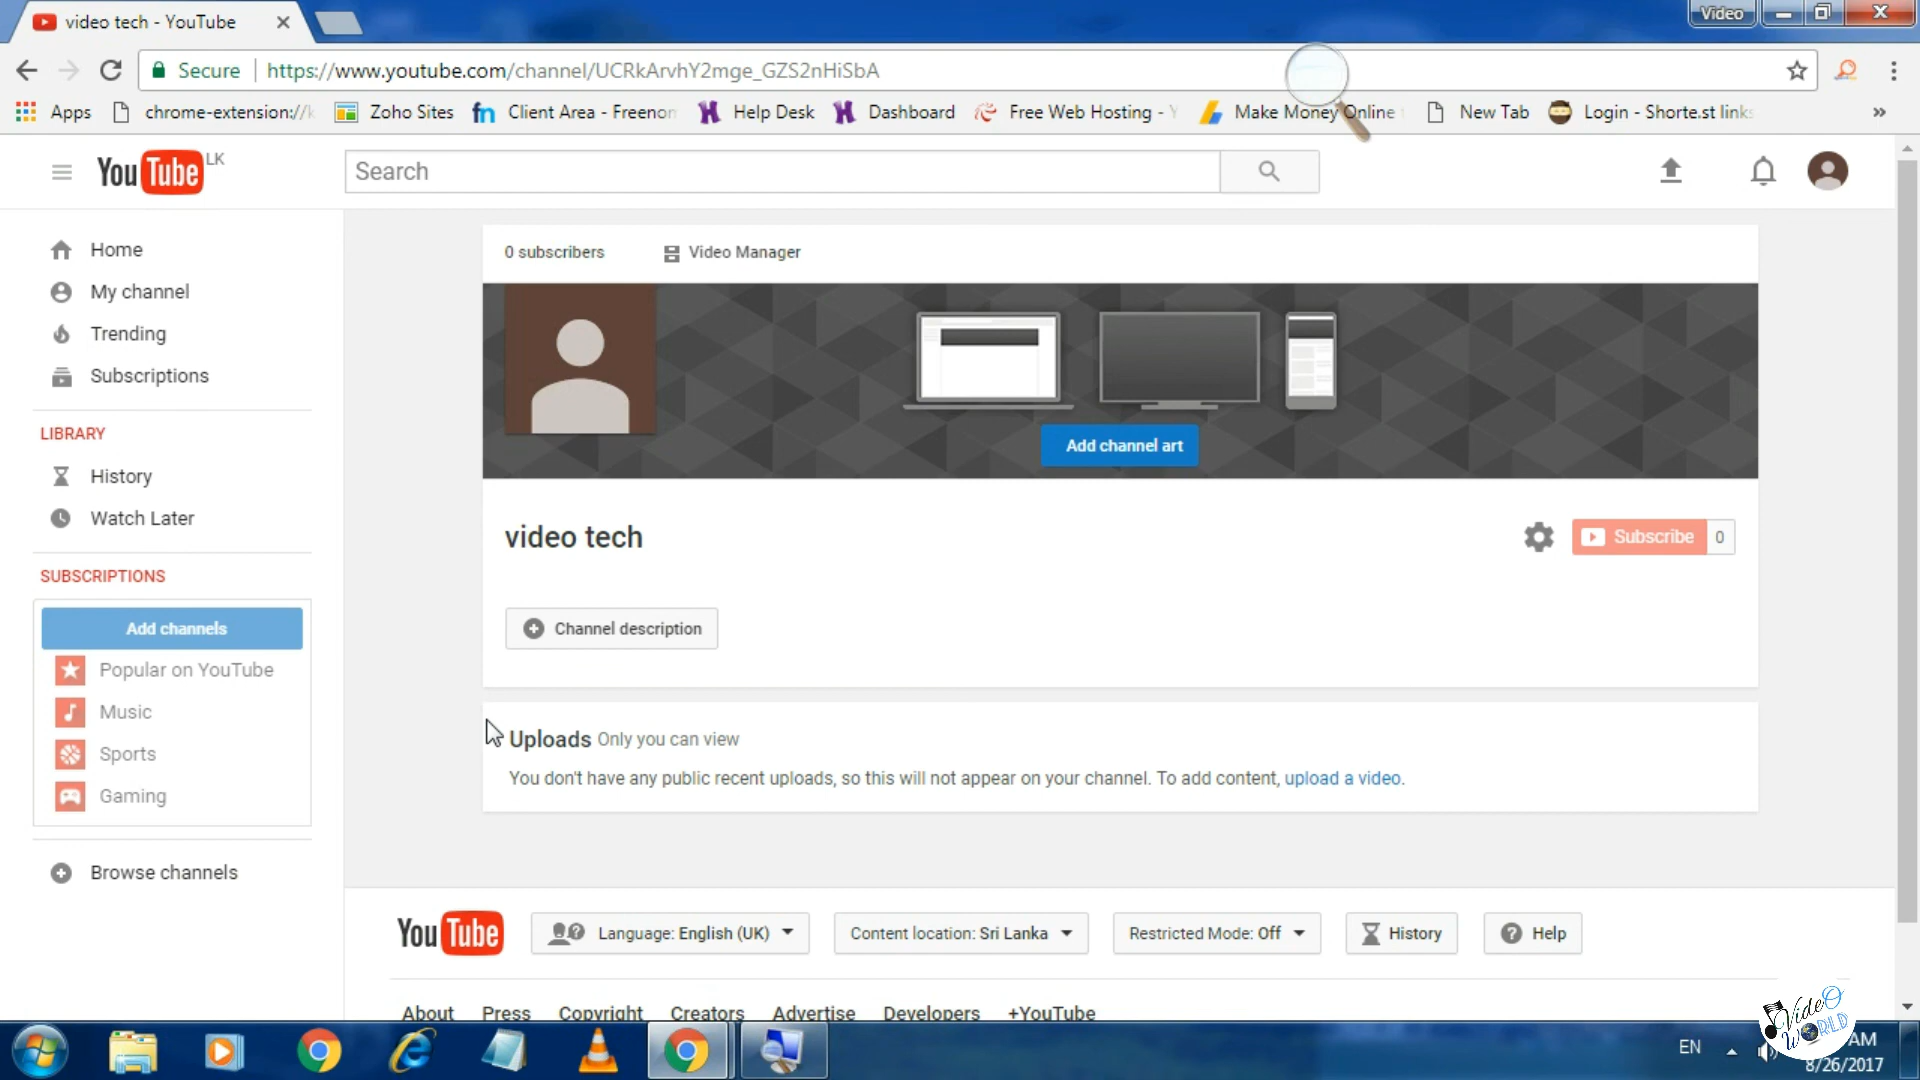 video tech - YouTube
Video
Secure https://www.youtube.com/channel/UCRkArvhY2mge_GZS2nHiSbA
Apps chrome-extension:// Zoho Sites fn Client Area - Freenom Help Desk Dashboard Free Web Hosting - Make Money Online New Tab Login - Shorte.st links »
YouTube LK Search
Home
My channel
Trending
Subscriptions
LIBRARY
History
Watch Later
SUBSCRIPTIONS
Add channels
Popular on YouTube
Music
Sports
Gaming
Browse channels
0 subscribers Video Manager
Add channel art
video tech
Subscribe 0
Channel description
Uploads Only you can view
You don't have any public recent uploads, so this will not appear on your channel. To add content, upload a video.
YouTube Language: English (UK) Content location: Sri Lanka Restricted Mode: Off History Help
About Press Copyright Creators Advertise Developers +YouTube
VideO
WORLD
EN AM
8/26/2017